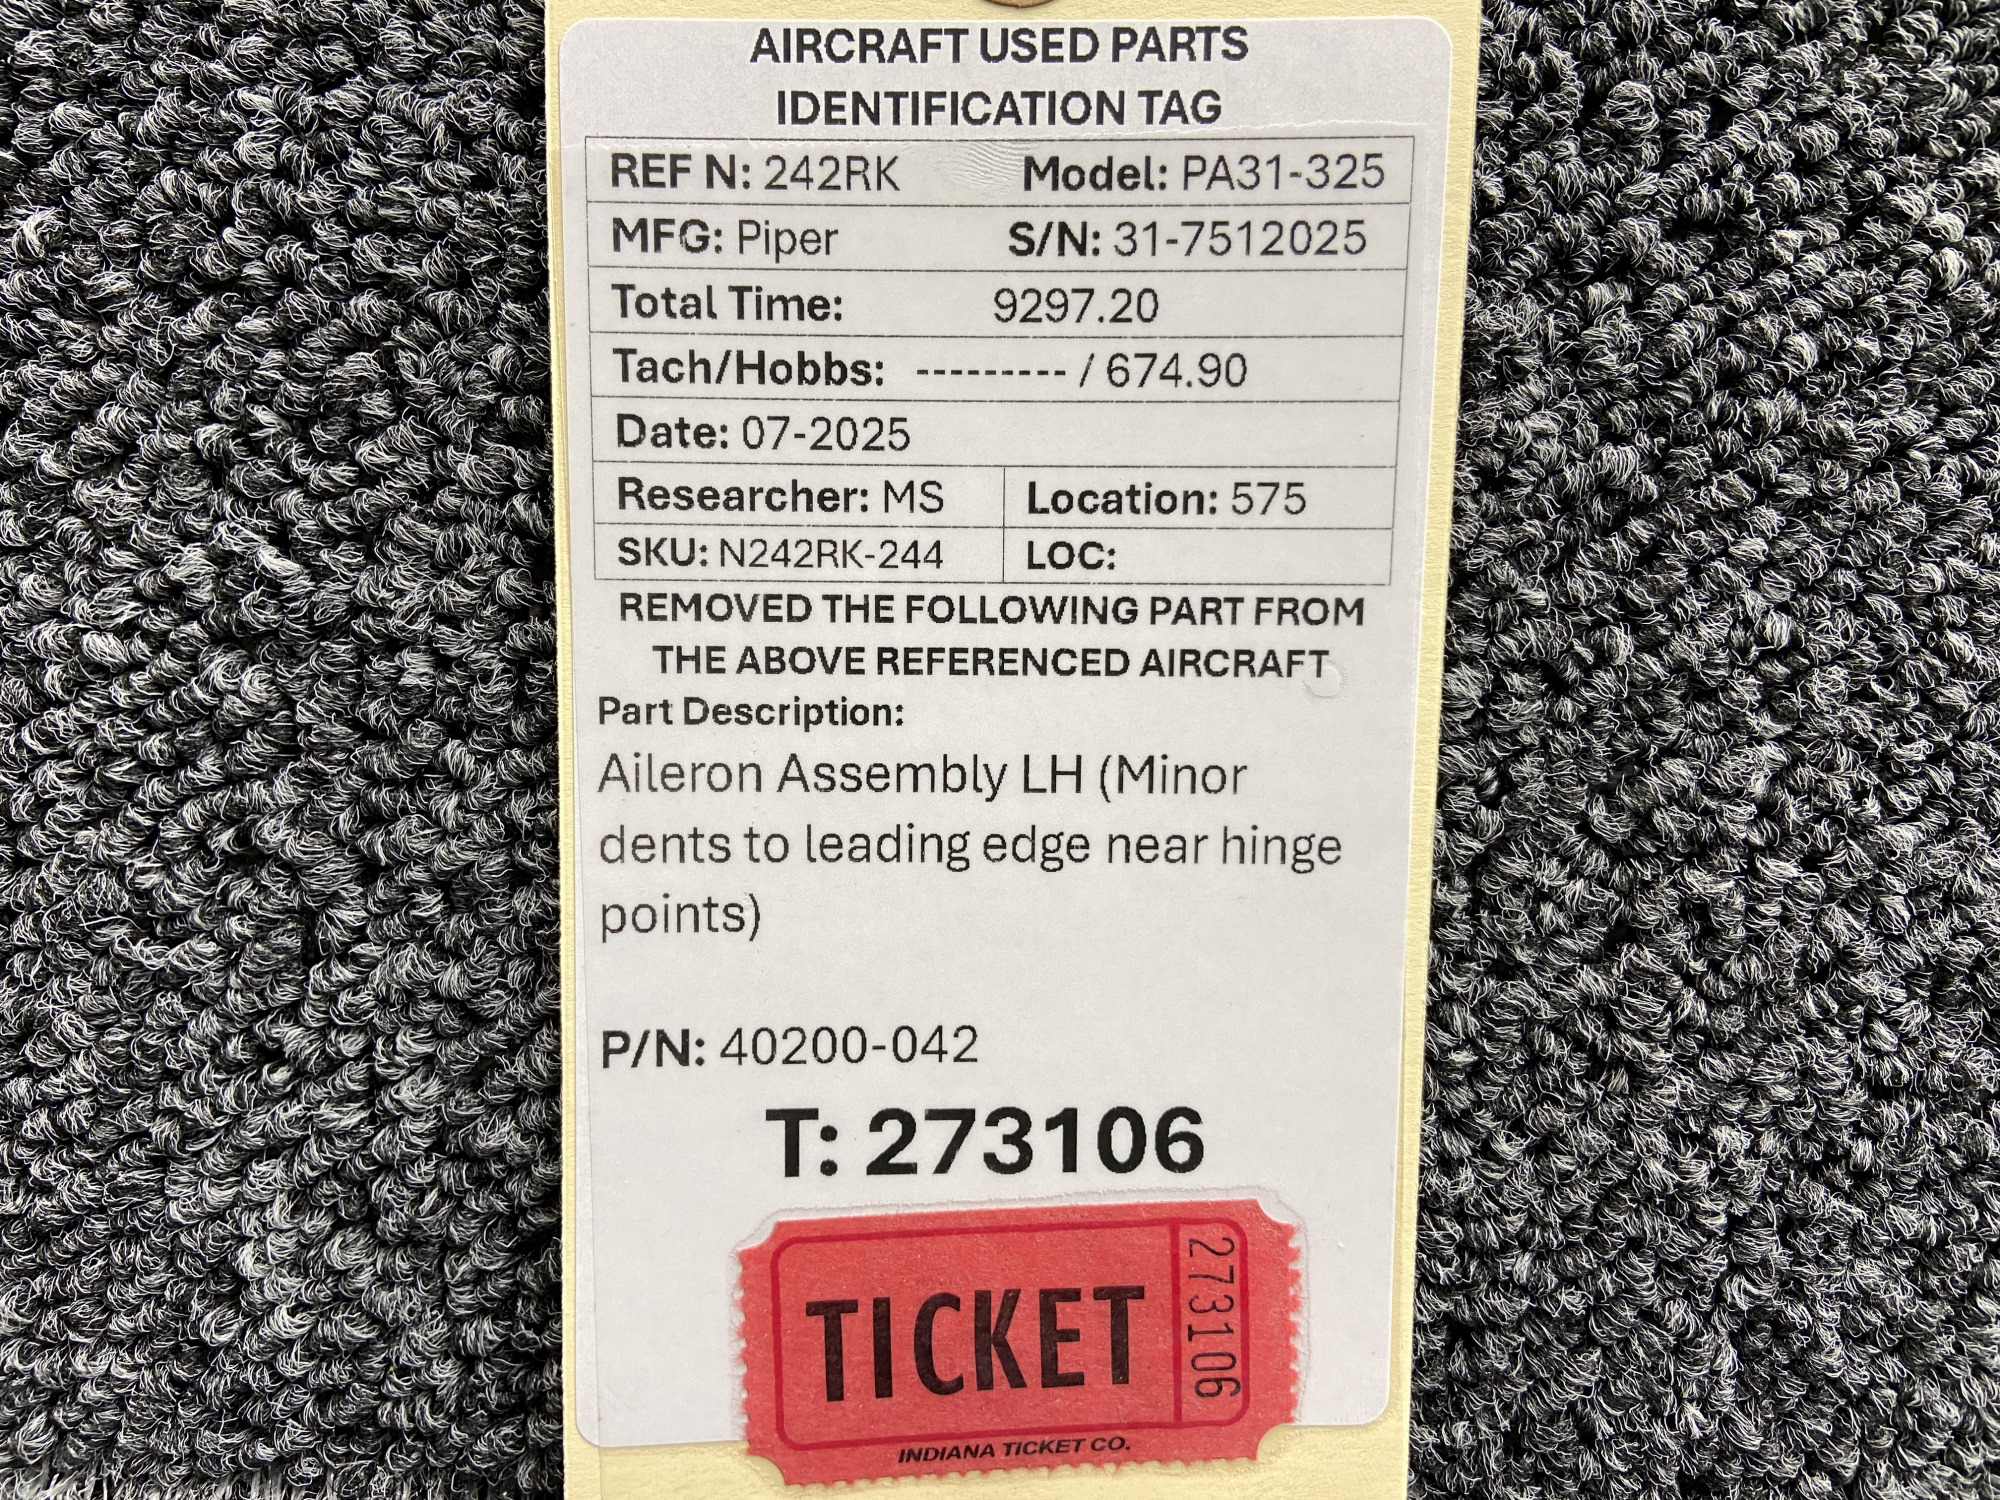 AIRCRAFT USED PARTS
IDENTIFICATION TAG
REF N: 242RK Model: PA31-325
MFG: Piper S/N: 31-7512025
Total Time: 9297.20
Tach/Hobbs: --------- / 674.90
Date: 07-2025
Researcher: MS Location: 575
SKU: N242RK-244 LOC:
REMOVED THE FOLLOWING PART FROM
THE ABOVE REFERENCED AIRCRAFT
Part Description:
Aileron Assembly LH (Minor
dents to leading edge near hinge
points)
P/N: 40200-042
T: 273106
TICKET
273106
INDIANA TICKET CO.